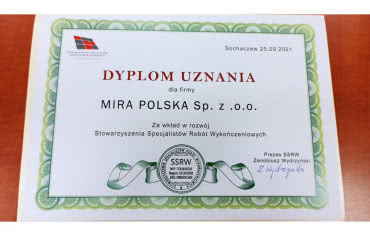 Sochaczew 25.09.2021
DYPLOM UZNANIA
dla firmy
MIRA POLSKA Sp. z .o.o.
Za wkład w rozwój
Stowarzyszenia Specjalistów Robót Wykończeniowych
Prezes SSRW
Zenobiusz Wydrzyński
SSRW